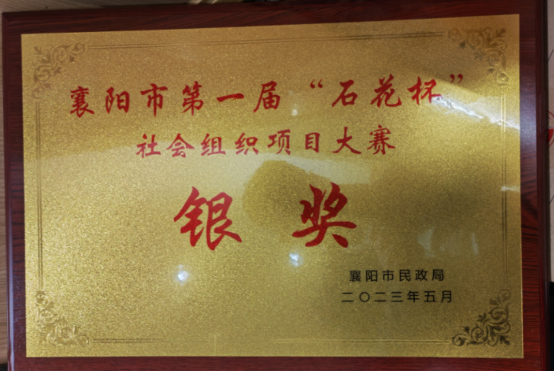 襄阳市第一届“石花杯”
社会组织项目大赛
银奖
襄阳市民政局
二〇二三年五月